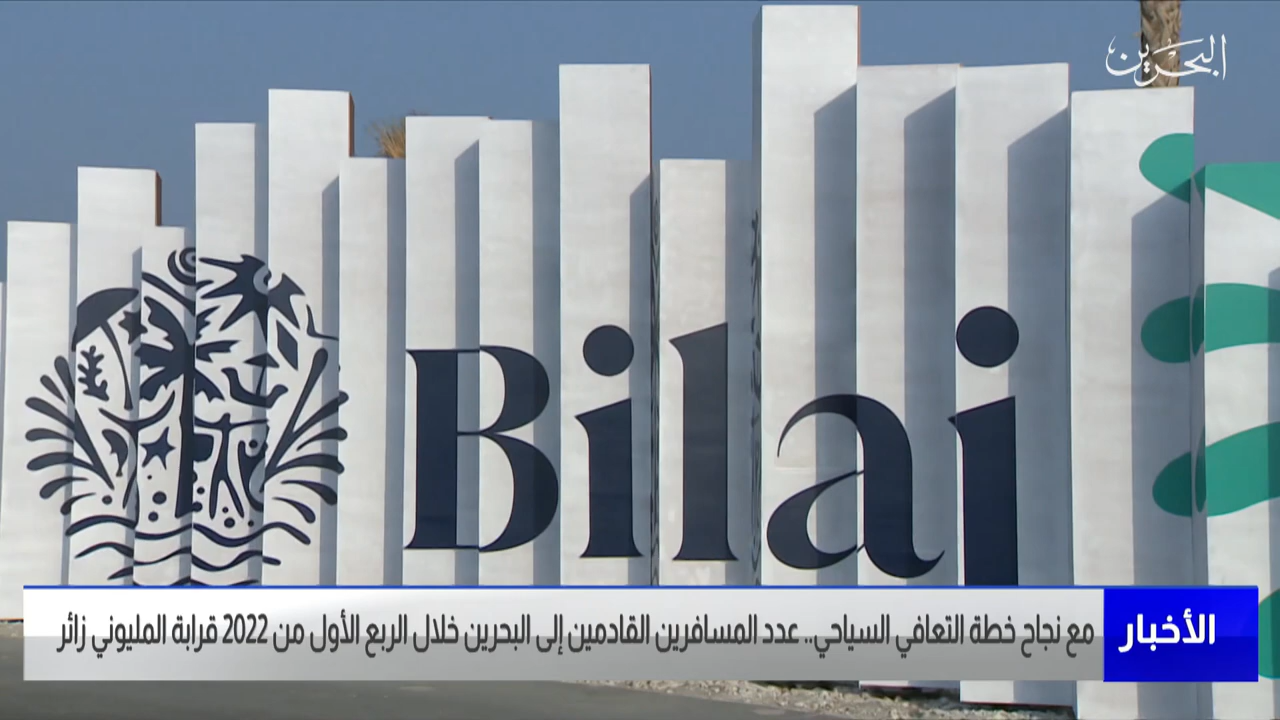 البحرين
Bilaj
الأخبار
مع نجاح خطة التعافي السياحي.. عدد المسافرين القادمين إلى البحرين خلال الربع الأول من 2022 قرابة المليوني زائر